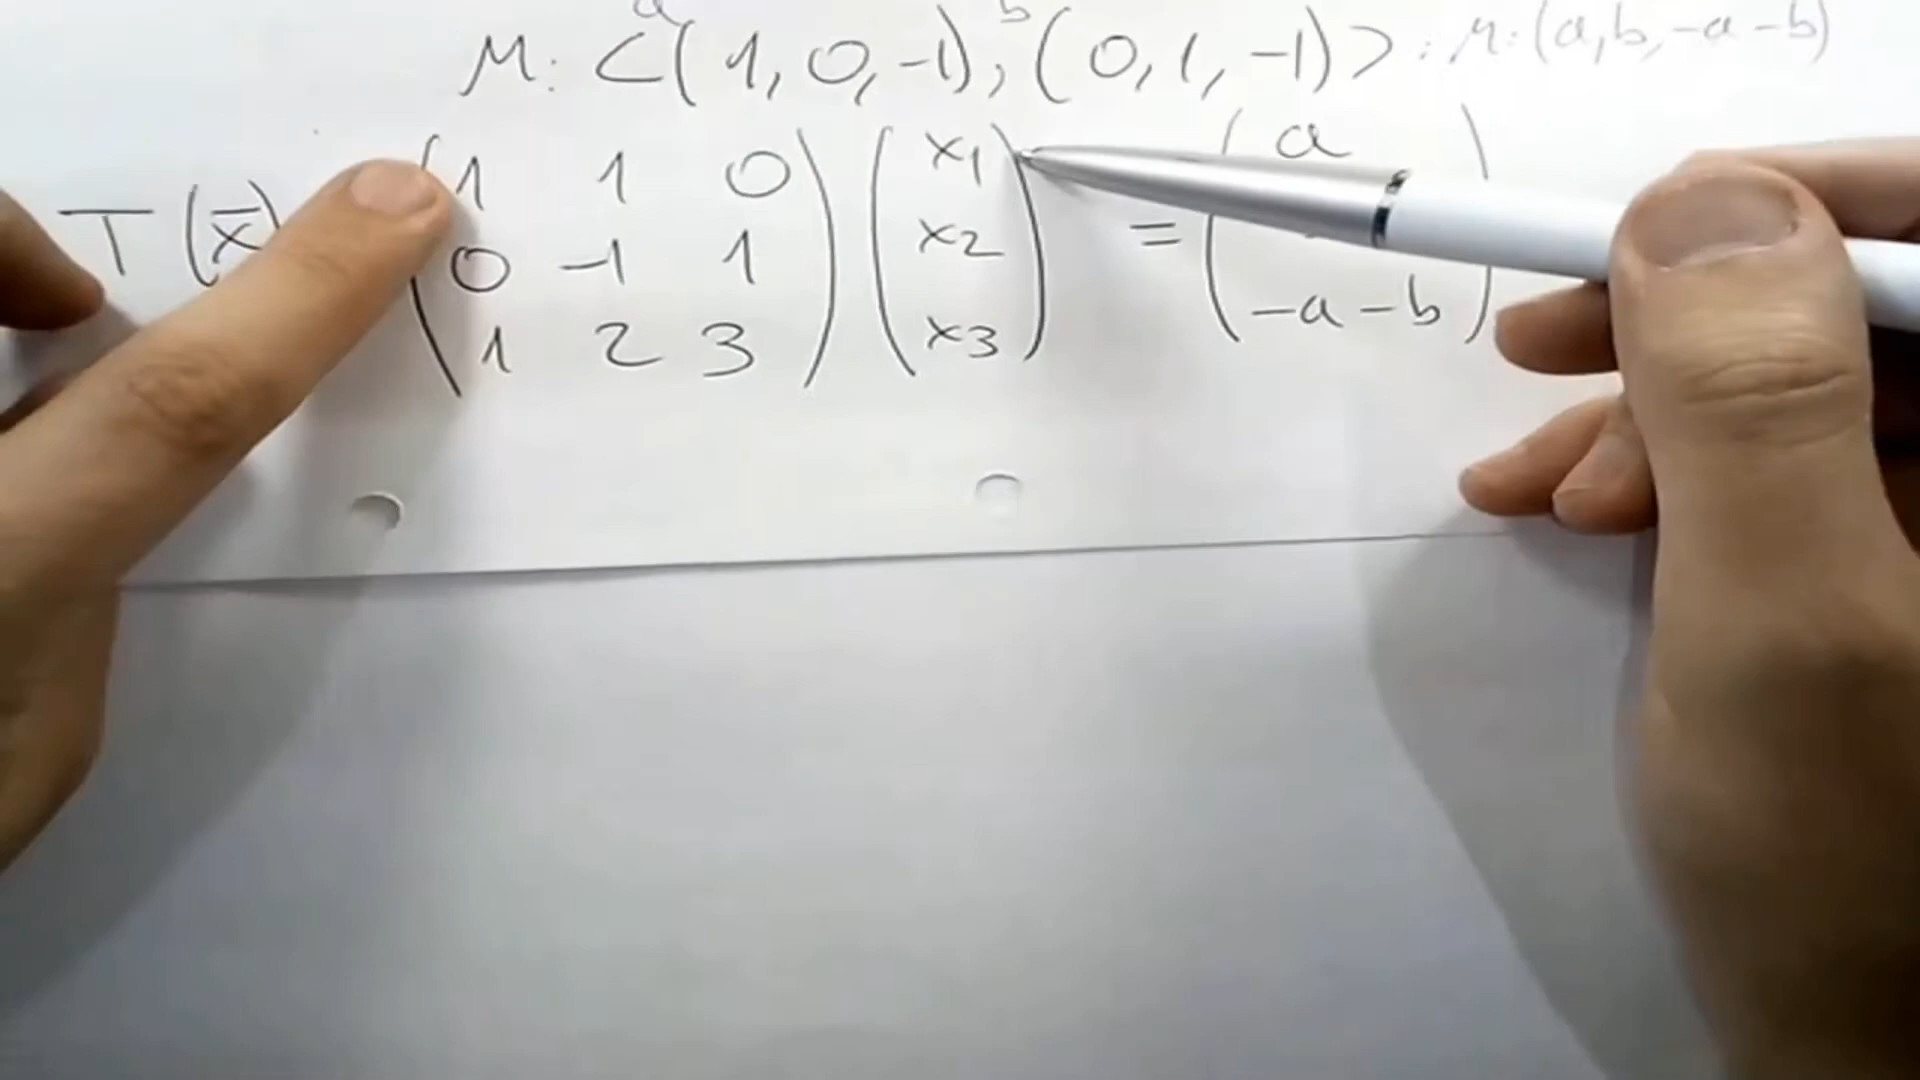 a b
M: <(1, 0, -1); (0, 1, -1)> : M: (a, b, -a-b)
T(x̄) (1 1 0) (x1) (a)
0 -1 1 x2 =
1 2 3 x3 -a-b